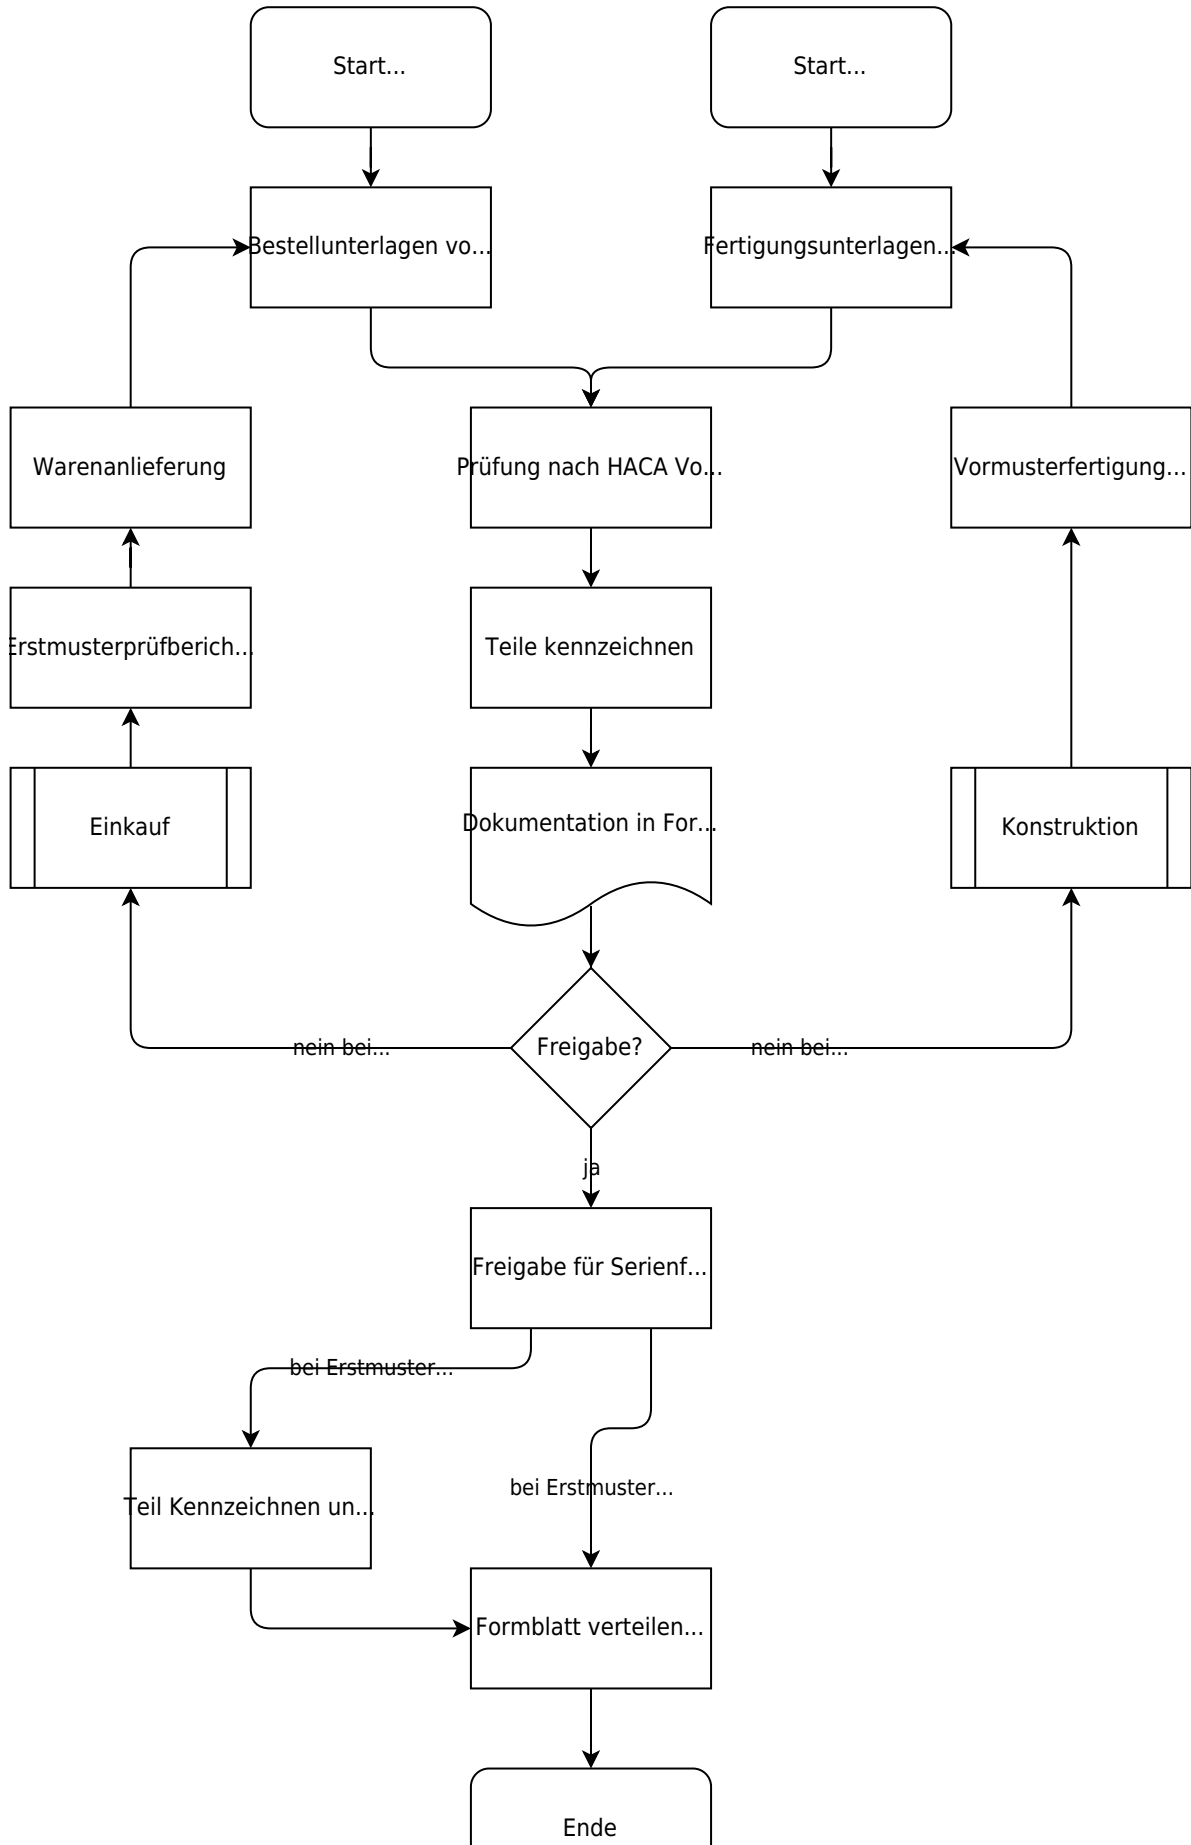 Start...
Start...
Bestellunterlagen vo...
Fertigungsunterlagen...
Warenanlieferung
Prüfung nach HACA Vo...
Vormusterfertigung...
Erstmusterprüfberich...
Teile kennzeichnen
Einkauf
Dokumentation in For...
Konstruktion
nein bei...
Freigabe?
nein bei...
ja
Freigabe für Serienf...
bei Erstmuster...
bei Erstmuster...
Teil Kennzeichnen un...
Formblatt verteilen...
Ende